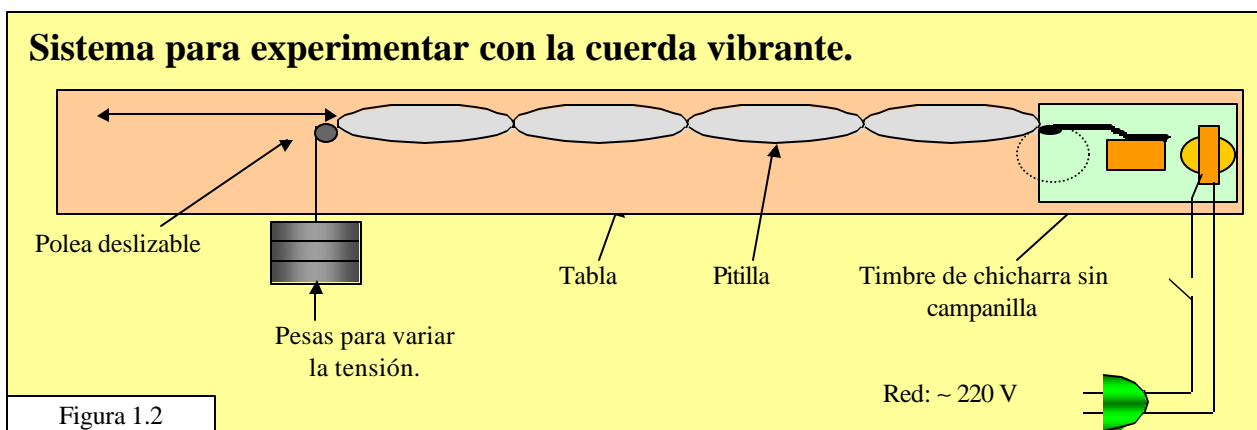 Sistema para experimentar con la cuerda vibrante.
Polea deslizable
Tabla
Pitilla
Timbre de chicharra sin
campanilla
Pesas para variar
la tensión.
Red: ~ 220 V
Figura 1.2